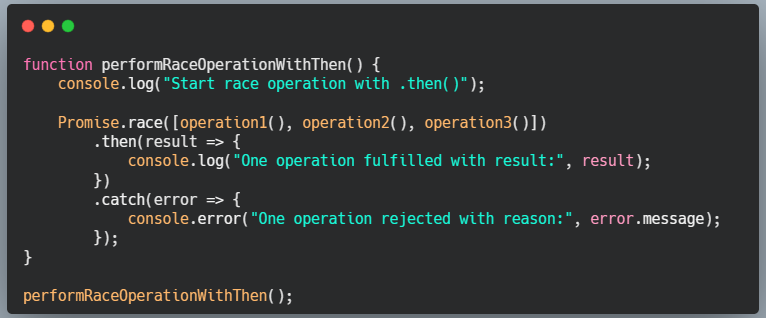 function performRaceOperationWithThen() {
    console.log("Start race operation with .then()");

    Promise.race([operation1(), operation2(), operation3()])
        .then(result => {
            console.log("One operation fulfilled with result:", result);
        })
        .catch(error => {
            console.error("One operation rejected with reason:", error.message);
        });
}

performRaceOperationWithThen();